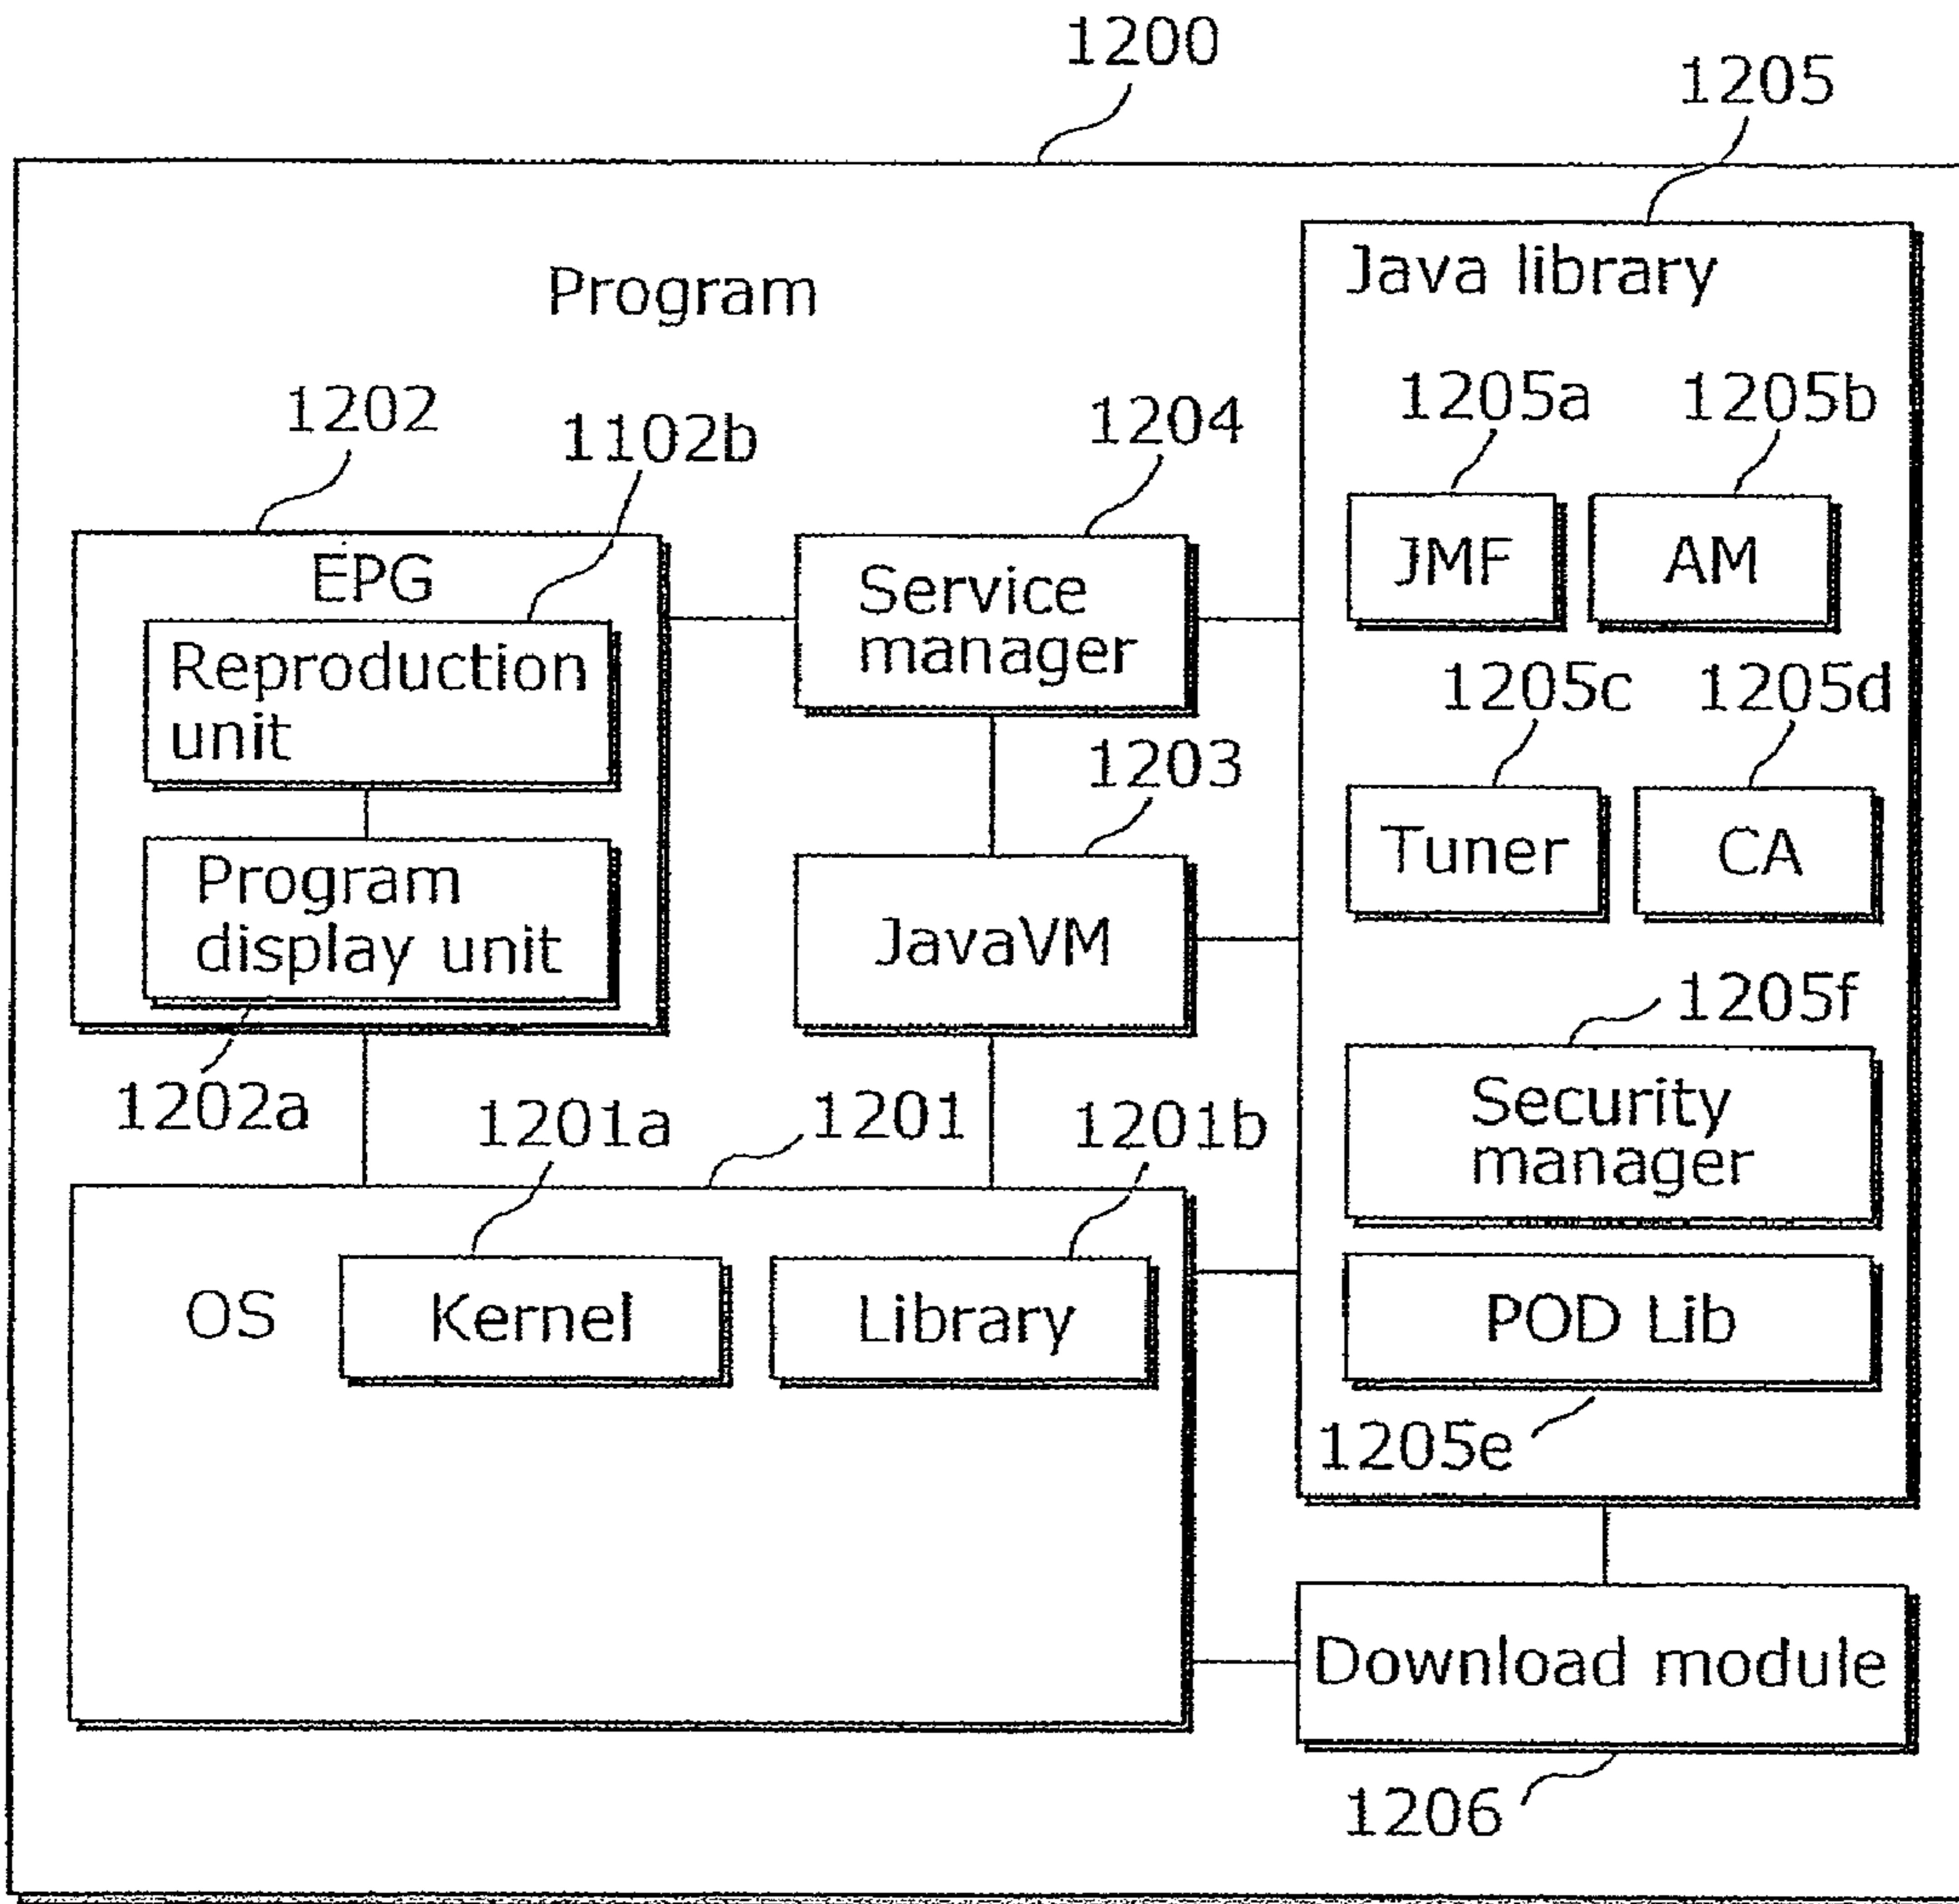 1200
1205
Program
Java library
1202
1102b
1204
1205a
1205b
EPG
Reproduction
unit
Service
manager
JMF
AM
1205c
1205d
1203
Program
display unit
JavaVM
Tuner
CA
1202a
1201a
1201
1201b
1205f
Security
manager
OS
Kernel
Library
POD Lib
1205e
Download module
1206